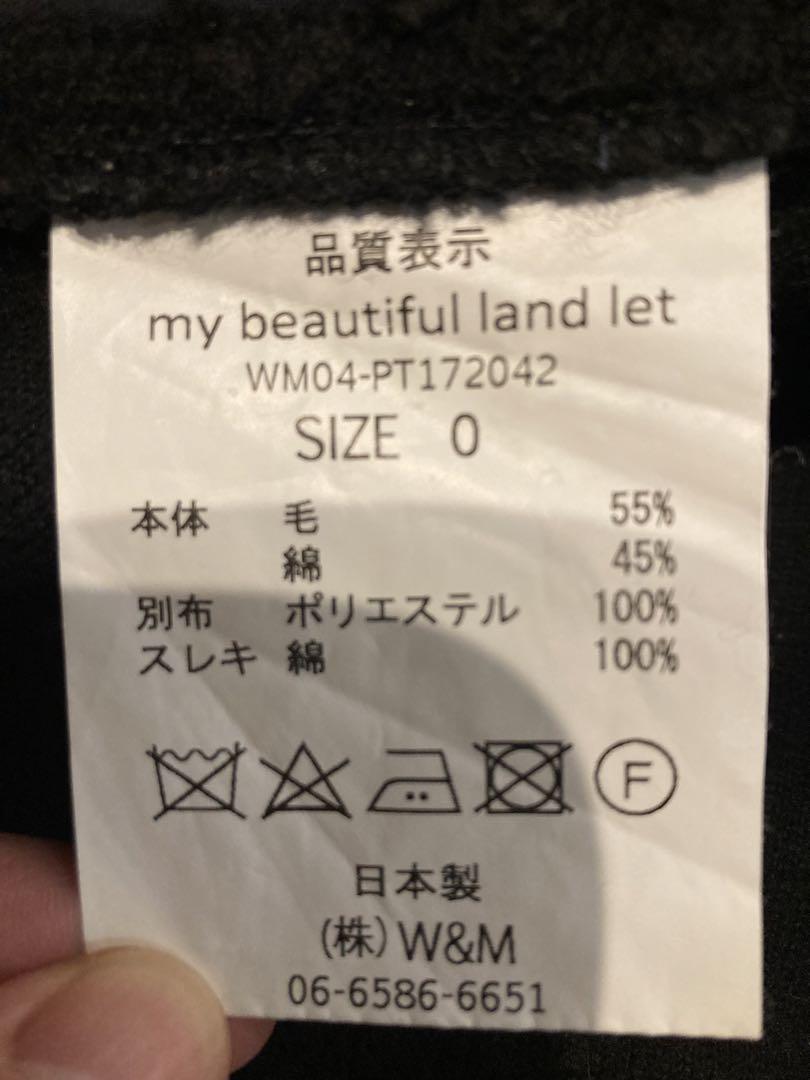 品質表示
my beautiful land let
WM04-PT172042
SIZE 0
本体 毛 55%
綿 45%
別布 ポリエステル 100%
スレキ 綿 100%
F
日本製
(株)W&M
06-6586-6651